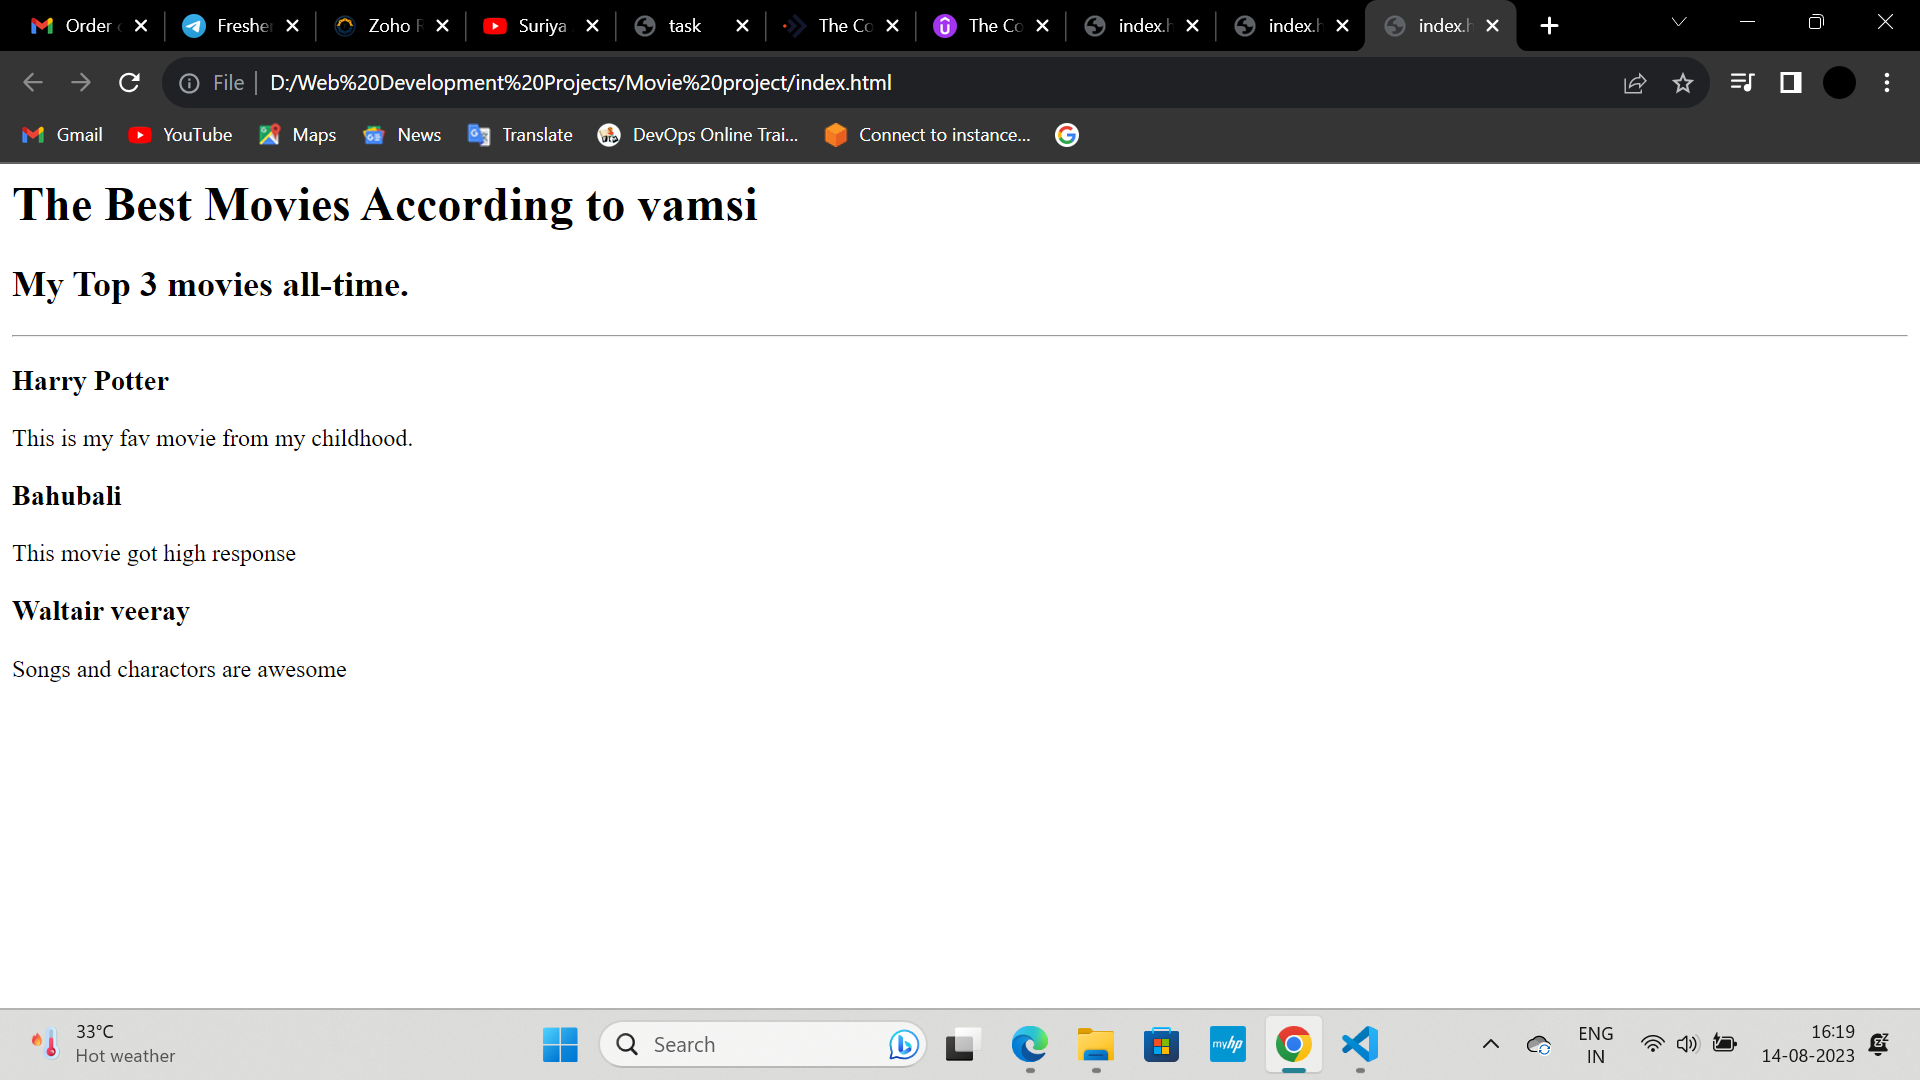 Order
Fresher
Zoho R
Suriya
task
The Co
The Co
index.h
index.h
index.h
File
D:/Web%20Development%20Projects/Movie%20project/index.html
Gmail
YouTube
Maps
News
Translate
DevOps Online Trai...
Connect to instance...
The Best Movies According to vamsi
My Top 3 movies all-time.
Harry Potter
This is my fav movie from my childhood.
Bahubali
This movie got high response
Waltair veeray
Songs and charactors are awesome
33°C
Hot weather
Search
myhp
ENG
IN
16:19
14-08-2023